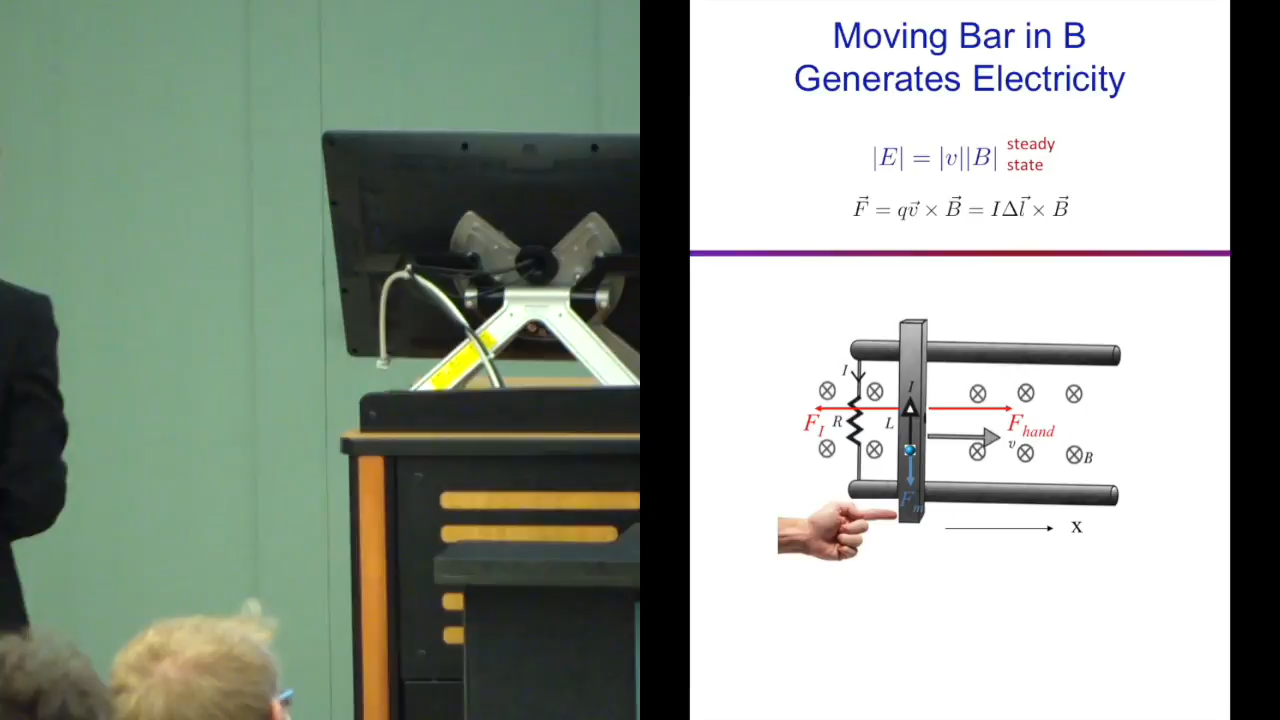 Moving Bar in B
Generates Electricity
|E| = |v||B| steady
state
F⃗ = qv⃗ × B⃗ = IΔl⃗ × B⃗
I
I
F_I R L F_hand
v
B
F_m
X